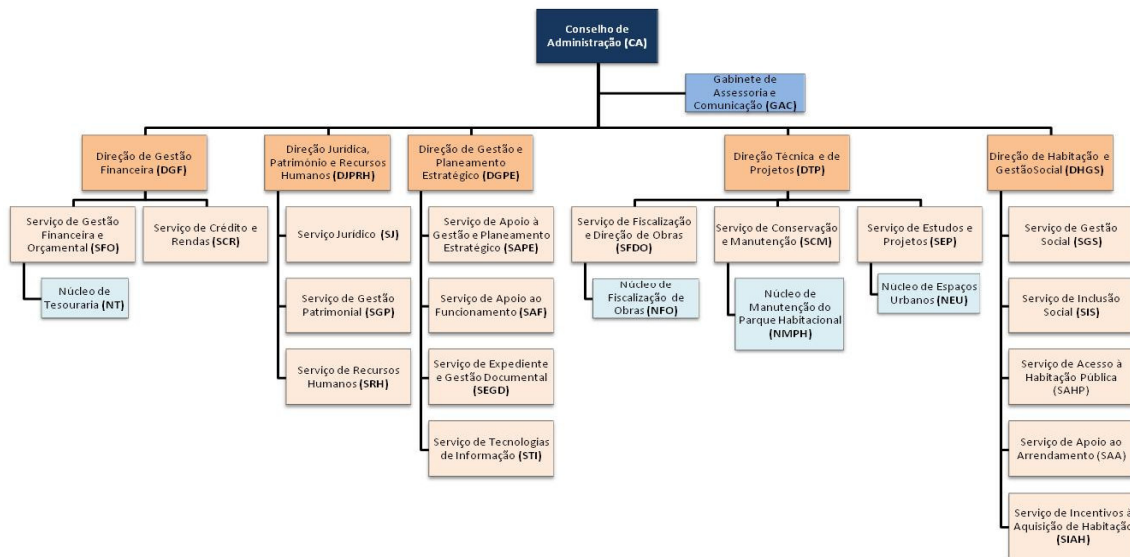 Conselho de
Administração (CA)
Gabinete de
Assessoria e
Comunicação (GAC)
Direção de Gestão
Financeira (DGF)
Direção Jurídica,
Património e Recursos
Humanos (DJPRH)
Direção de Gestão e
Planeamento
Estratégico (DGPE)
Direção Técnica e de
Projetos (DTP)
Direção de Habitação e
GestãoSocial (DHGS)
Serviço de Gestão
Financeira e
Orçamental (SFO)
Serviço de Crédito e
Rendas (SCR)
Serviço Jurídico (SJ)
Serviço de Apoio à
Gestão e Planeamento
Estratégico (SAPE)
Serviço de Fiscalização
e Direção de Obras
(SFDO)
Serviço de Conservação
e Manutenção (SCM)
Serviço de Estudos e
Projetos (SEP)
Serviço de Gestão
Social (SGS)
Núcleo de
Tesouraria (NT)
Serviço de Gestão
Patrimonial
(SGP)
Serviço de Apoio ao
Funcionamento (SAF)
Núcleo de
Fiscalização de
Obras (NFO)
Núcleo de
Manutenção do
Parque Habitacional
(NMPH)
Núcleo de Espaços
Urbanos (NEU)
Serviço de Inclusão
Social (SIS)
Serviço de Recursos
Humanos (SRH)
Serviço de Expediente
e Gestão Documental
(SEGD)
Serviço de Acesso à
Habitação Pública
(SAHP)
Serviço de Tecnologias
de Informação (STI)
Serviço de Apoio ao
Arrendamento (SAA)
Serviço de Incentivos à
Aquisição de Habitação
(SIAH)